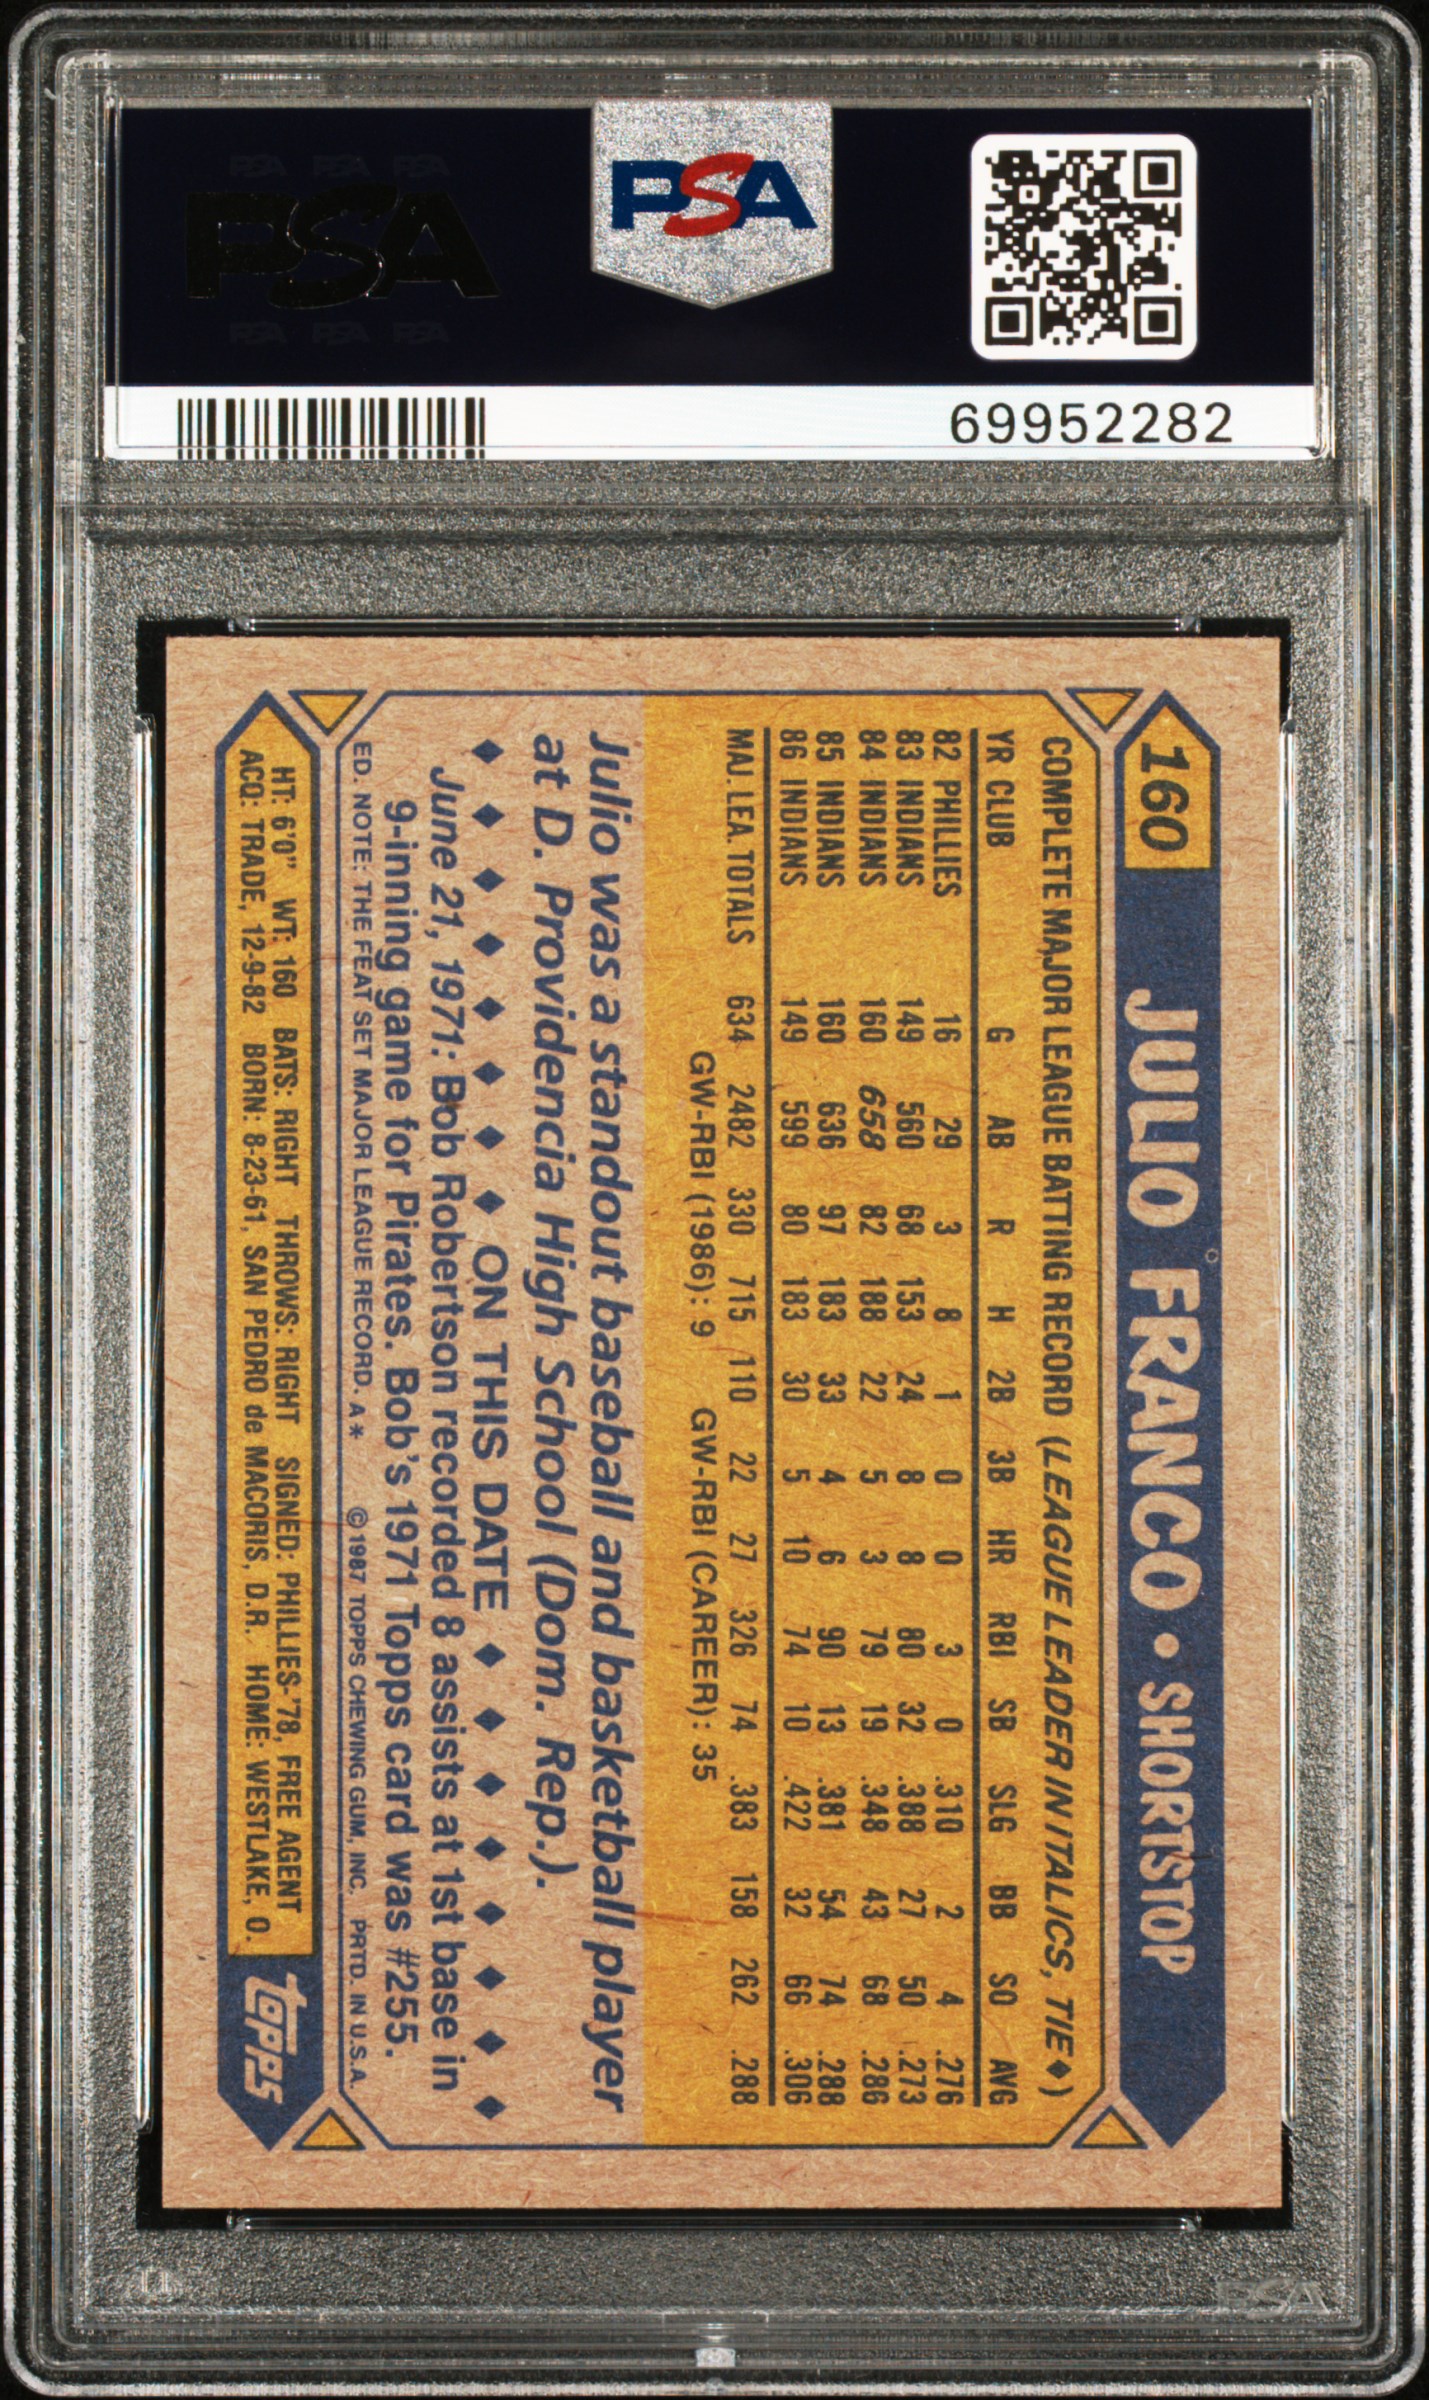 PSA PSA PSA
PSA
PSA PSA PSA
PSA
69952282
160 JULIO FRANCO • SHORTSTOP
COMPLETE MAJOR LEAGUE BATTING RECORD (LEAGUE LEADER IN ITALICS, TIE ♦)
YR CLUB G AB R H 2B 3B HR RBI SB SLG BB SO AVG
82 PHILLIES 16 29 3 8 1 0 0 3 0 .310 2 4 .276
83 INDIANS 149 560 68 153 24 8 8 80 32 .388 27 50 .273
84 INDIANS 160 658 82 188 22 5 3 79 19 .348 43 68 .286
85 INDIANS 160 636 97 183 33 4 6 90 13 .381 54 74 .288
86 INDIANS 149 599 80 183 30 5 10 74 10 .422 32 66 .306
MAJ. LEA. TOTALS 634 2482 330 715 110 22 27 326 74 .383 158 262 .288
GW-RBI (1986): 9 GW-RBI (CAREER): 35
Julio was a standout baseball and basketball player
at D. Providencia High School (Dom. Rep.).
♦ ♦ ♦ ♦ ♦ ♦ ♦ ♦ ON THIS DATE ♦ ♦ ♦ ♦ ♦ ♦ ♦ ♦
June 21, 1971: Bob Robertson recorded 8 assists at 1st base in
9-inning game for Pirates. Bob's 1971 Topps card was #255.
ED. NOTE: THE FEAT SET MAJOR LEAGUE RECORD. A* ©1987 TOPPS CHEWING GUM, INC. PRTD. IN U.S.A.
HT: 6'0" WT: 160 BATS: RIGHT THROWS: RIGHT SIGNED: PHILLIES-'78, FREE AGENT
ACQ: TRADE, 12-9-82 BORN: 8-23-61, SAN PEDRO de MACORIS, D.R. HOME: WESTLAKE, O.
topps
PSA